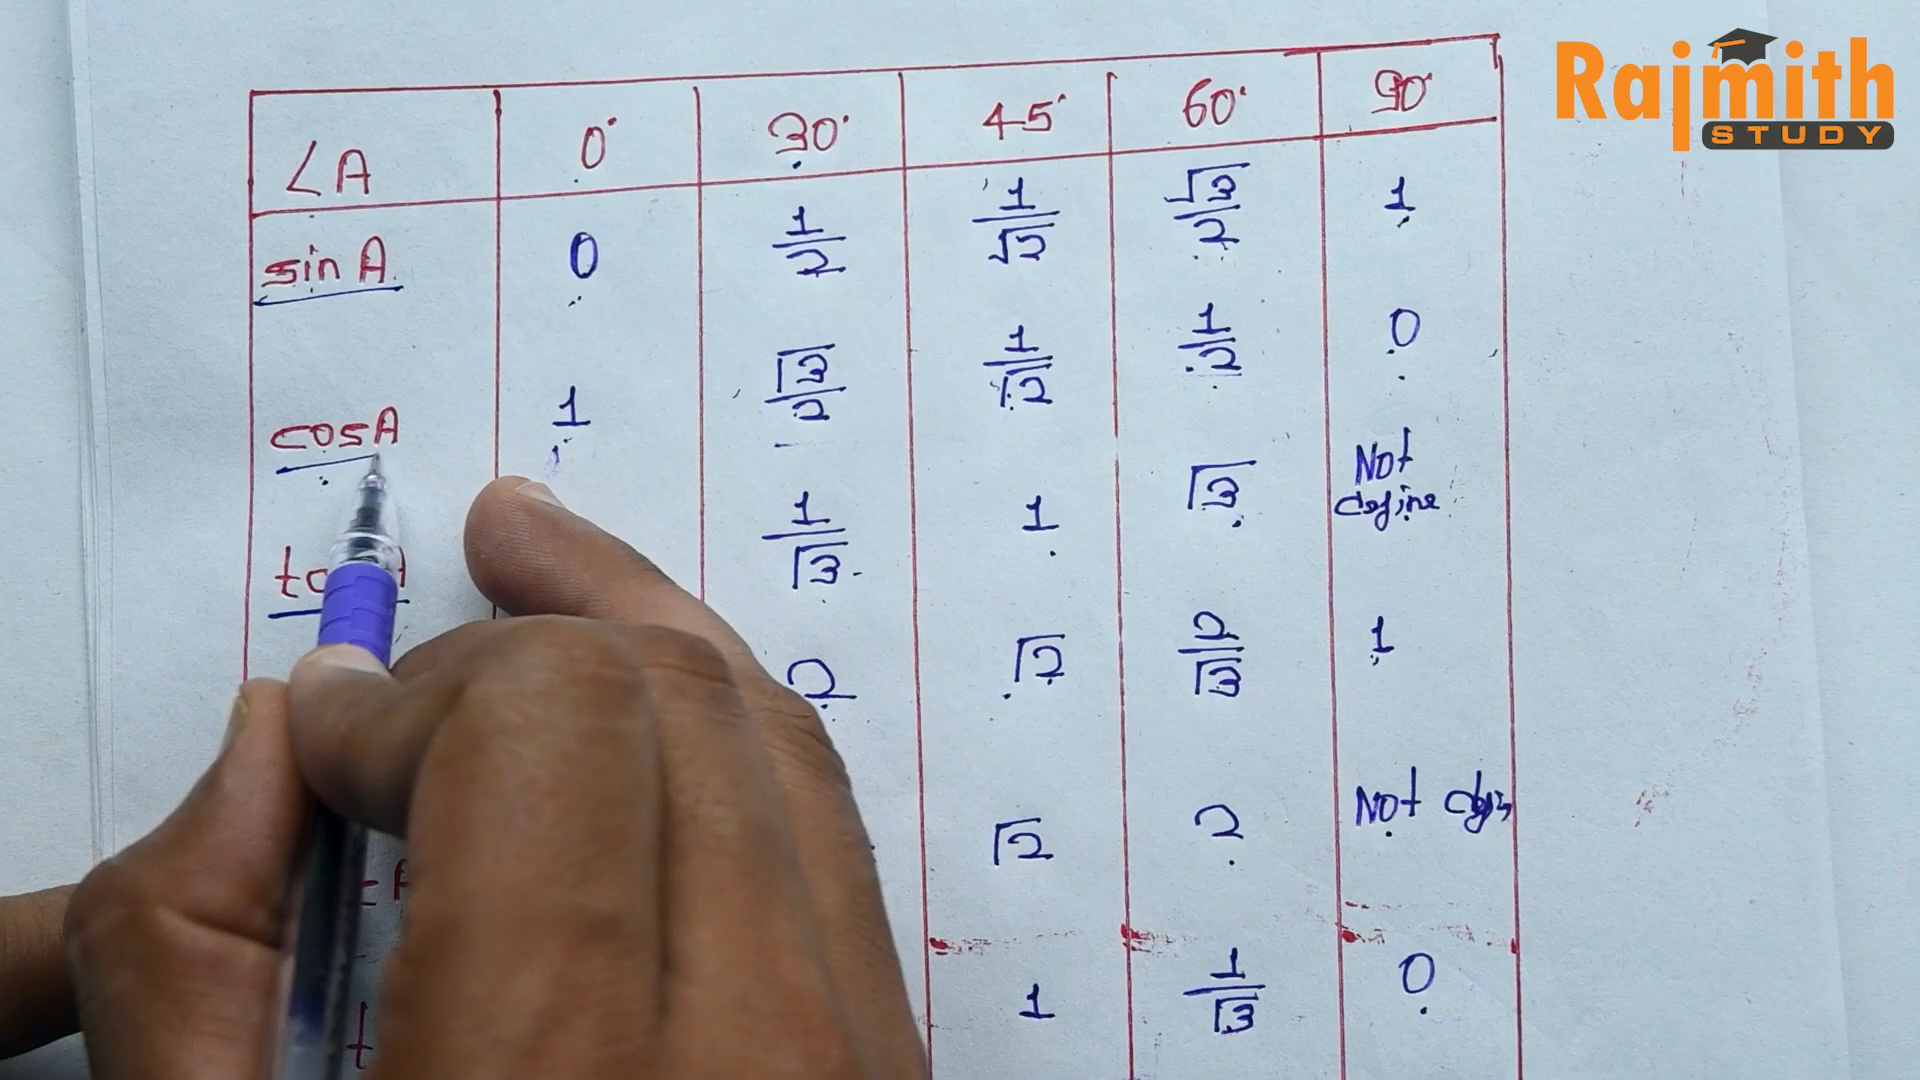 Rajmith
STUDY
∠A 0° 30° 45° 60° 90°
sin A 0 1/2 1/√2 √3/2 1
cosA 1 √3/2 1/√2 1/2 0
1/√3 1 √3 Not define
2 √2 2/√3 1
√2 2 Not
1 1/√3 0